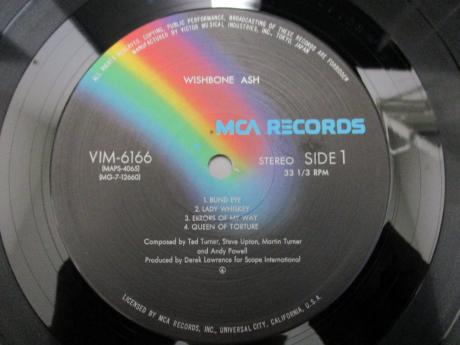 ALL RIGHTS RESERVED. COPYING, PUBLIC PERFORMANCE, BROADCASTING OF THESE RECORDS ARE FORBIDDEN
MANUFACTURED BY VICTOR MUSICAL INDUSTRIES, INC. TOKYO, JAPAN
WISHBONE ASH
MCA RECORDS
VIM-6166
(MAPS-4065)
(MG-7-12660)
STEREO SIDE 1
33 1/3 RPM
1. BLIND EYE
2. LADY WHISKEY
3. ERRORS OF MY WAY
4. QUEEN OF TORTURE
Composed by Ted Turner, Steve Upton, Martin Turner
and Andy Powell
Produced by Derek Lawrence for Scope International
LICENSED BY MCA RECORDS, INC., UNIVERSAL CITY, CALIFORNIA, U.S.A.